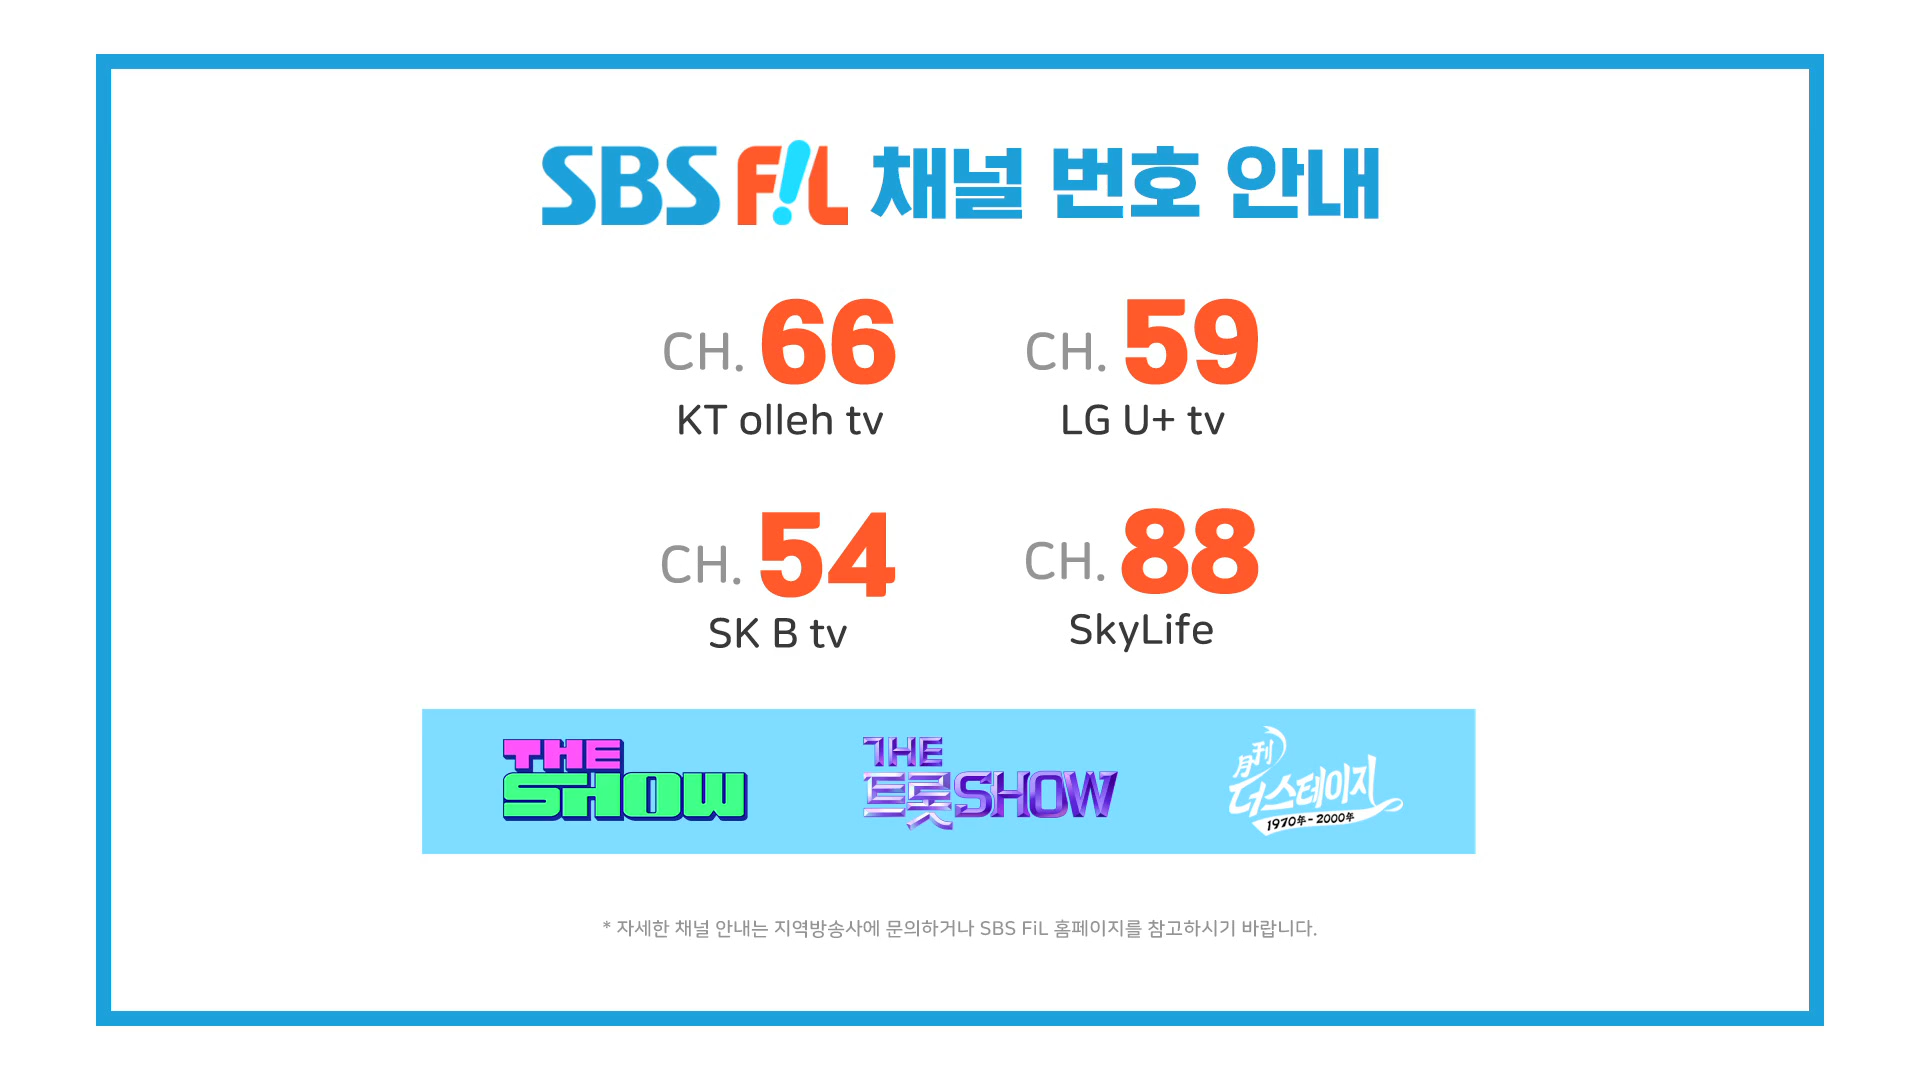 SBS F!L 채널 번호 안내
CH. 66
KT olleh tv
CH. 59
LG U+ tv
CH. 54
SK B tv
CH. 88
SkyLife
THE
SHOW
THE
트롯SHOW
月刊
더스테이지
1970年-2000年
* 자세한 채널 안내는 지역방송사에 문의하거나 SBS FiL 홈페이지를 참고하시기 바랍니다.